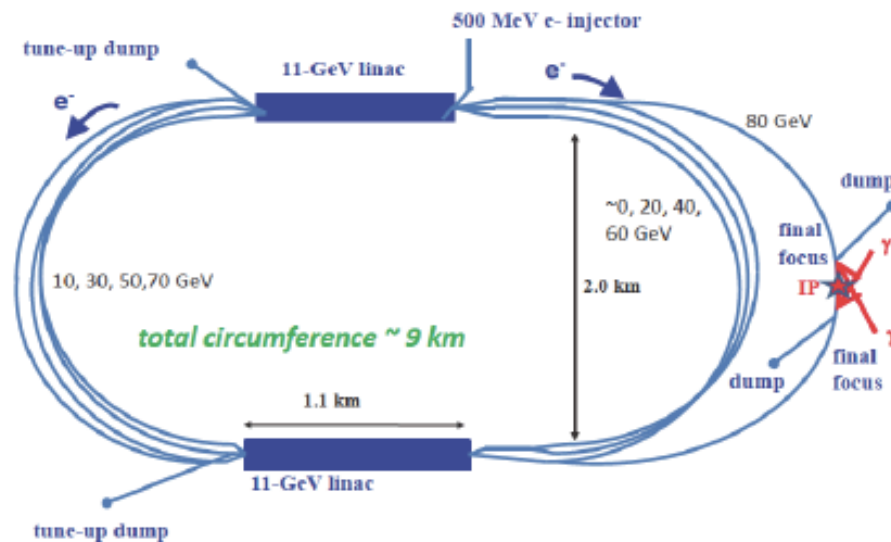 500 MeV e- injector
tune-up dump
11-GeV linac
e-
e-
80 GeV
dump
~0, 20, 40,
60 GeV
final
focus
γ
10, 30, 50,70 GeV
2.0 km
IP
total circumference ~ 9 km
γ
dump
final
focus
1.1 km
11-GeV linac
tune-up dump